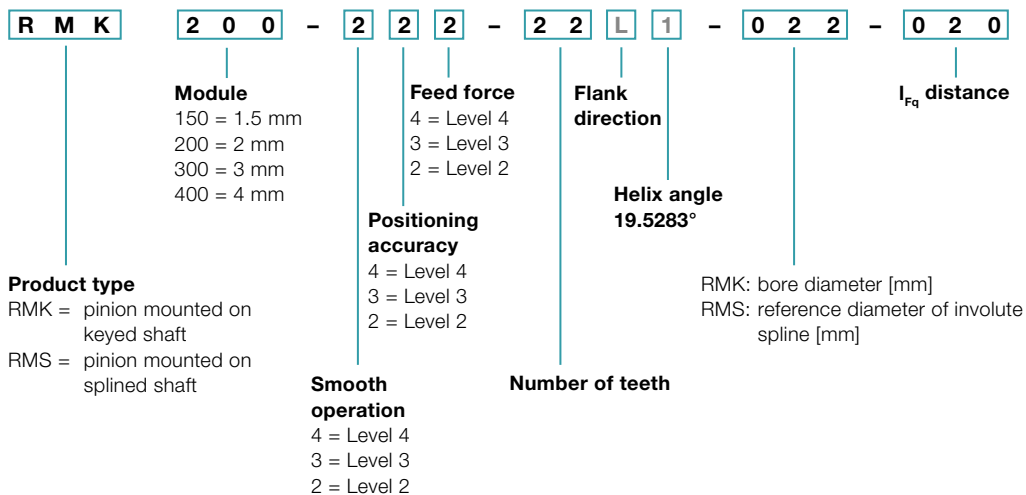 R M K 2 0 0 – 2 2 2 – 2 2 L 1 – 0 2 2 – 0 2 0
Module
150 = 1.5 mm
200 = 2 mm
300 = 3 mm
400 = 4 mm
Feed force
4 = Level 4
3 = Level 3
2 = Level 2
Flank
direction
lFq distance
Helix angle
19.5283°
Positioning
accuracy
4 = Level 4
3 = Level 3
2 = Level 2
Product type
RMK = pinion mounted on
keyed shaft
RMS = pinion mounted on
splined shaft
RMK: bore diameter [mm]
RMS: reference diameter of involute
spline [mm]
Smooth
operation
4 = Level 4
3 = Level 3
2 = Level 2
Number of teeth